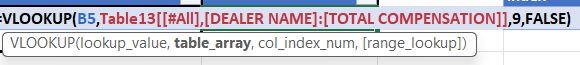 =VLOOKUP(B5,Table13[[#All],[DEALER NAME]:[TOTAL COMPENSATION]],9,FALSE)
VLOOKUP(lookup_value, table_array, col_index_num, [range_lookup])